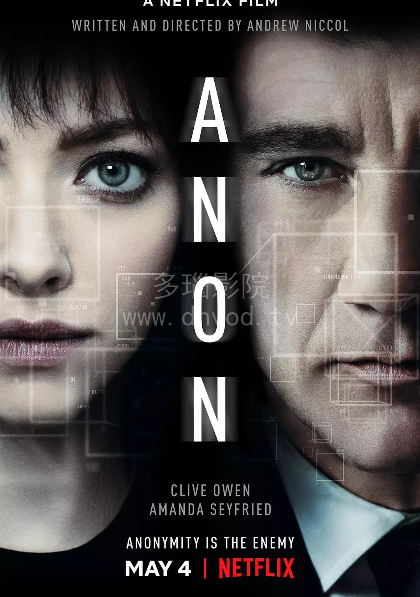 A NETFLIX FILM
WRITTEN AND DIRECTED BY ANDREW NICCOL
A
N
O
N
多瑙影院
www.dnvod.tv
CLIVE OWEN
AMANDA SEYFRIED
ANONYMITY IS THE ENEMY
MAY 4 | NETFLIX